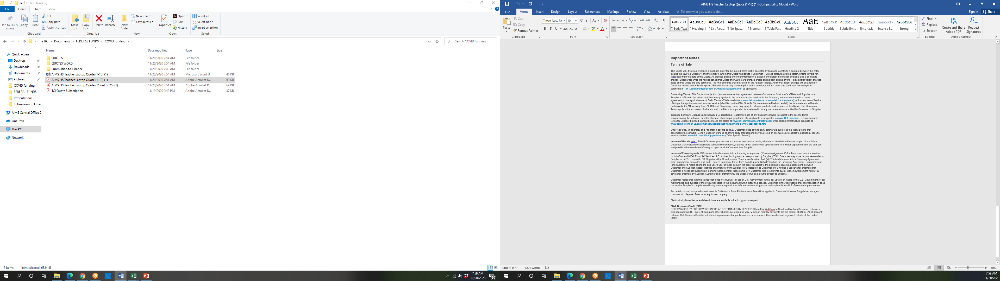 COVID funding
File Home Share View
Pin to Quick access
Copy
Paste
Cut
Copy path
Paste shortcut
Clipboard
Move to
Copy to
Delete
Rename
Organize
New folder
New item
Easy access
New
Properties
Open
Edit
History
Open
Select all
Select none
Invert selection
Select
This PC > Documents > FEDERAL FUNDS > COVID funding >
Search COVID funding
Name Date modified Type Size
QUOTES PDF 11/20/2020 7:54 AM File folder
QUOTES WORD 11/20/2020 7:54 AM File folder
Submission to Finance 11/20/2020 7:40 AM File folder
AIMS HS Teacher Laptop Quote (1-10) (1) 11/20/2020 7:54 AM Microsoft Word D... 46 KB
AIMS HS Teacher Laptop Quote (1-10) (1) 11/20/2020 7:51 AM Adobe Acrobat D... 69 KB
AIMS HS Teacher Laptop Quote (11 out of 25) (1) 11/20/2020 7:51 AM Adobe Acrobat D... 69 KB
TCI Quote Subscription 11/19/2020 2:42 PM Adobe Acrobat D... 37 KB
Quick access
Desktop
Downloads
Documents
Pictures
COVID funding
FEDERAL FUNDS
Presentations
Submission to Finar
AIMS Central Office D
OneDrive
This PC
Network
7 items 1 item selected 68.9 KB
7:59 AM
11/20/2020
20
AIMS HS Teacher Laptop Quote (1-10) (1) [Compatibility Mode] - Word
File Home Insert Design Layout References Mailings Review View Acrobat Tell me what you want to do...
Sign in Share
Paste
Cut
Copy
Format Painter
Clipboard
Times New Ro 10
Font
Paragraph
¶ Body Text ¶ Heading 1 ¶ List Para... ¶ No Spac... ¶ Normal ¶ Table Pa... Heading 2 Title Subtitle Subtle Em... Emphasis Intense E... Strong
Styles
Find
Replace
Select
Editing
Create and Share Adobe PDF
Request Signatures
Adobe Acrobat
Important Notes
Terms of Sale
This Quote will, if Customer issues a purchase order for the quoted items that is accepted by Supplier, constitute a contract between the entity
issuing this Quote ("Supplier") and the entity to whom this Quote was issued ("Customer"). Unless otherwise stated herein, pricing is valid for
thirty days from the date of this Quote. All product, pricing and other information is based on the latest information available and is subject to
change. Supplier reserves the right to cancel this Quote and Customer purchase orders arising from pricing errors. Taxes and/or freight charges
listed on this Quote are only estimates. The final amounts shall be stated on the relevant invoice. Additional freight charges will be applied if
Customer requests expedited shipping. Please indicate any tax exemption status on your purchase order and send your tax exemption
certificate to Tax_Department@dell.com or ARSalesTax@emc.com, as applicable.
Governing Terms: This Quote is subject to: (a) a separate written agreement between Customer or Customer's affiliate and Supplier or a
Supplier's affiliate to the extent that it expressly applies to the products and/or services in this Quote or, to the extent there is no such
agreement, to the applicable set of Dell's Terms of Sale (available at www.dell.com/terms or www.dell.com/oemterms), or for cloud/as-a-Service
offerings, the applicable cloud terms of service (identified on the Offer Specific Terms referenced below); and (b) the terms referenced herein
(collectively, the "Governing Terms"). Different Governing Terms may apply to different products and services on this Quote. The Governing
Terms apply to the exclusion of all terms and conditions incorporated in or referred to in any documentation submitted by Customer to Supplier.
Supplier Software Licenses and Services Descriptions : Customer's use of any Supplier software is subject to the license terms
accompanying the software, or in the absence of accompanying terms, the applicable terms posted on www.Dell.com/eula. Descriptions and
terms for Supplier-branded standard services are stated at www.dell.com/servicecontracts/global or for certain infrastructure products at
www.dellemc.com/en-us/customer-services/product-warranty-and-service-descriptions.htm.
Offer-Specific, Third Party and Program Specific Terms : Customer's use of third-party software is subject to the license terms that
accompany the software. Certain Supplier-branded and third-party products and services listed on this Quote are subject to additional, specific
terms stated on www.dell.com/offeringspecificterms ("Offer Specific Terms").
In case of Resale only : Should Customer procure any products or services for resale, whether on standalone basis or as part of a solution,
Customer shall include the applicable software license terms, services terms, and/or offer-specific terms in a written agreement with the end-user
and provide written evidence of doing so upon receipt of request from Supplier.
In case of Financing only: If Customer intends to enter into a financing arrangement ("Financing Agreement") for the products and/or services
on this Quote with Dell Financial Services LLC or other funding source pre-approved by Supplier ("FS"), Customer may issue its purchase order to
Supplier or to FS. If issued to FS, Supplier will fulfill and invoice FS upon confirmation that: (a) FS intends to enter into a Financing Agreement
with Customer for this order; and (b) FS agrees to procure these items from Supplier. Notwithstanding the Financing Agreement, Customer's use
(and Customer's resale of and the end-user's use) of these items in the order is subject to the applicable governing agreement between
Customer and Supplier, except that title shall transfer from Supplier to FS instead of to Customer. If FS notifies Supplier after shipment that
Customer is no longer pursuing a Financing Agreement for these items, or if Customer fails to enter into such Financing Agreement within 120
days after shipment by Supplier, Customer shall promptly pay the Supplier invoice amounts directly to Supplier.
Customer represents that this transaction does not involve: (a) use of U.S. Government funds; (b) use by or resale to the U.S. Government; or (c)
maintenance and support of the product(s) listed in this document within classified spaces. Customer further represents that this transaction does
not require Supplier's compliance with any statute, regulation or information technology standard applicable to a U.S. Government procurement.
For certain products shipped to end users in California, a State Environmental Fee will be applied to Customer's invoice. Supplier encourages
customers to dispose of electronic equipment properly.
Electronically linked terms and descriptions are available in hard copy upon request.
^Dell Business Credit (DBC):
OFFER VARIES BY CREDITWORTHINESS AS DETERMINED BY LENDER. Offered by WebBank to Small and Medium Business customers
with approved credit. Taxes, shipping and other charges are extra and vary. Minimum monthly payments are the greater of $15 or 3% of account
balance. Dell Business Credit is not offered to government or public entities, or business entities located and organized outside of the United
States.
Page 4 of 4 1291 words
80%
7:59 AM
11/20/2020